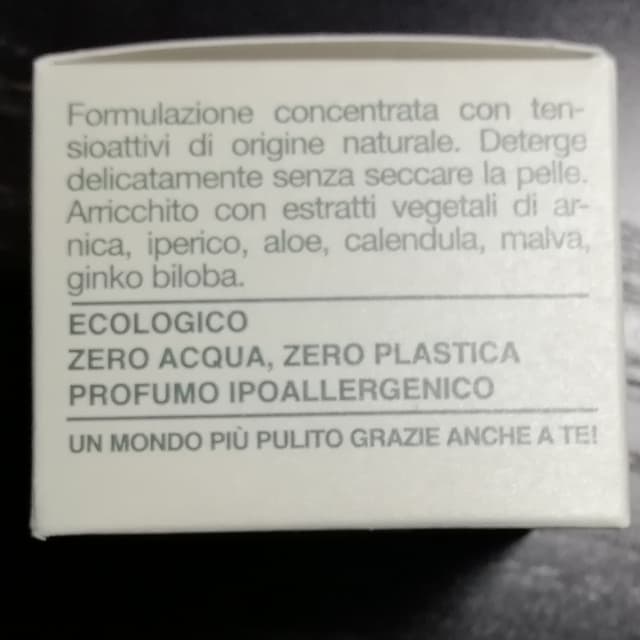 Formulazione concentrata con ten-
sioattivi di origine naturale. Deterge
delicatamente senza seccare la pelle.
Arricchito con estratti vegetali di ar-
nica, iperico, aloe, calendula, malva,
ginko biloba.
ECOLOGICO
ZERO ACQUA, ZERO PLASTICA
PROFUMO IPOALLERGENICO
UN MONDO PIÙ PULITO GRAZIE ANCHE A TE!